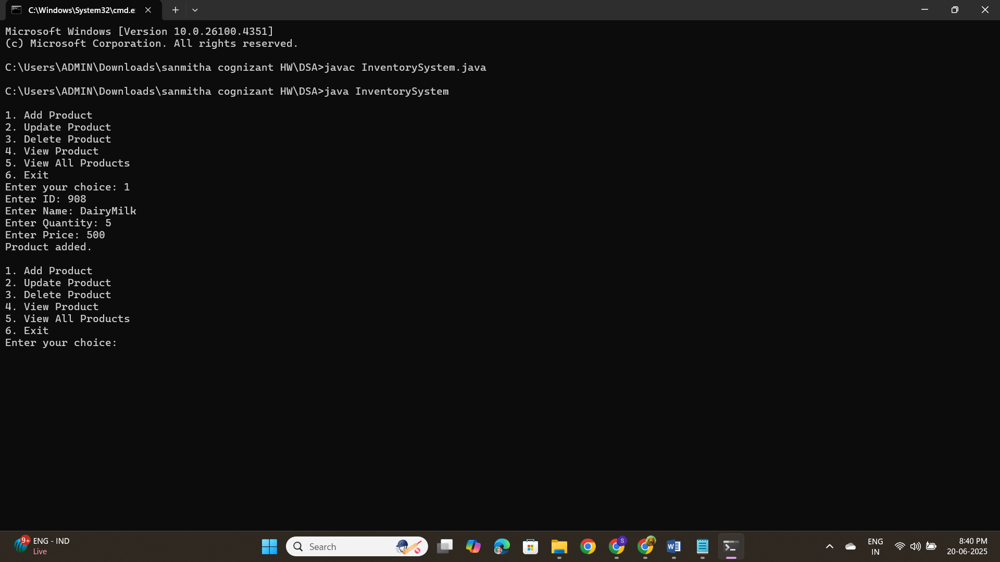 C:\Windows\System32\cmd.e
Microsoft Windows [Version 10.0.26100.4351]
(c) Microsoft Corporation. All rights reserved.
C:\Users\ADMIN\Downloads\sanmitha cognizant HW\DSA>javac InventorySystem.java
C:\Users\ADMIN\Downloads\sanmitha cognizant HW\DSA>java InventorySystem
1. Add Product
2. Update Product
3. Delete Product
4. View Product
5. View All Products
6. Exit
Enter your choice: 1
Enter ID: 908
Enter Name: DairyMilk
Enter Quantity: 5
Enter Price: 500
Product added.
1. Add Product
2. Update Product
3. Delete Product
4. View Product
5. View All Products
6. Exit
Enter your choice:
9+
ENG - IND
Live
Search
S
W
ENG
IN
8:40 PM
20-06-2025